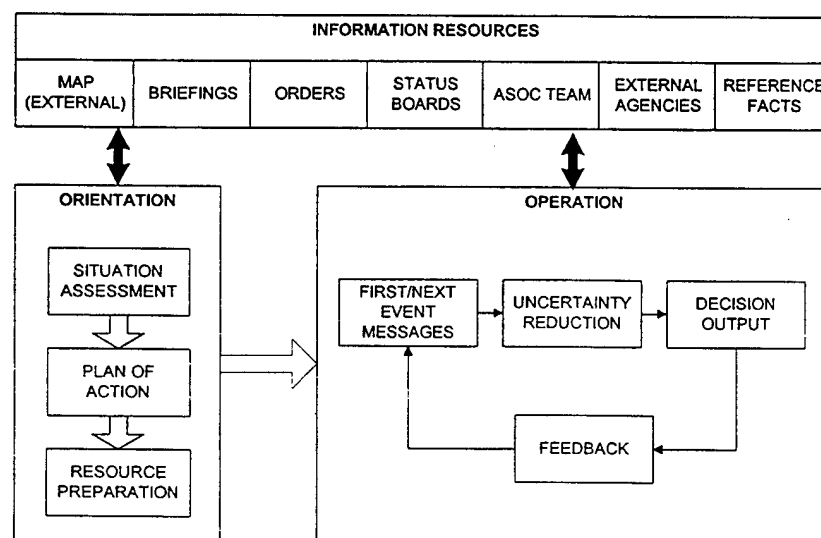 INFORMATION RESOURCES
MAP
(EXTERNAL)
BRIEFINGS
ORDERS
STATUS
BOARDS
ASOC TEAM
EXTERNAL
AGENCIES
REFERENCE
FACTS
ORIENTATION
SITUATION
ASSESSMENT
PLAN OF
ACTION
RESOURCE
PREPARATION
OPERATION
FIRST/NEXT
EVENT
MESSAGES
UNCERTAINTY
REDUCTION
DECISION
OUTPUT
FEEDBACK